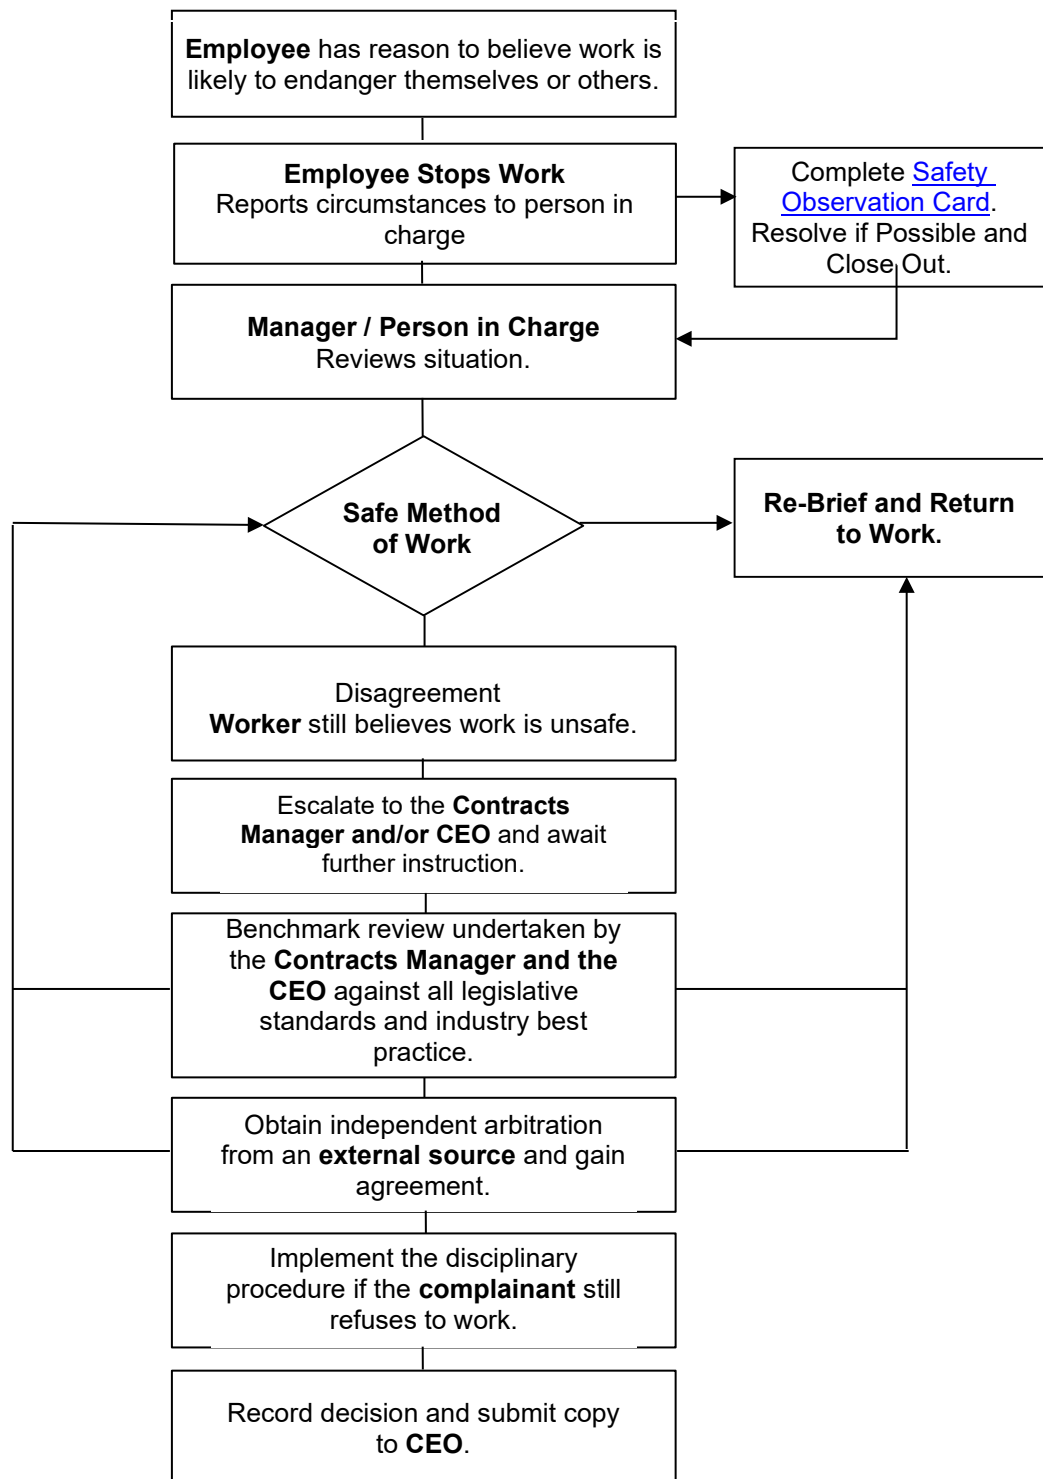 Employee has reason to believe work is
likely to endanger themselves or others.
Employee Stops Work
Reports circumstances to person in
charge
Complete Safety
Observation Card.
Resolve if Possible and
Close Out.
Manager / Person in Charge
Reviews situation.
Safe Method
of Work
Re-Brief and Return
to Work.
Disagreement
Worker still believes work is unsafe.
Escalate to the Contracts
Manager and/or CEO and await
further instruction.
Benchmark review undertaken by
the Contracts Manager and the
CEO against all legislative
standards and industry best
practice.
Obtain independent arbitration
from an external source and gain
agreement.
Implement the disciplinary
procedure if the complainant still
refuses to work.
Record decision and submit copy
to CEO.